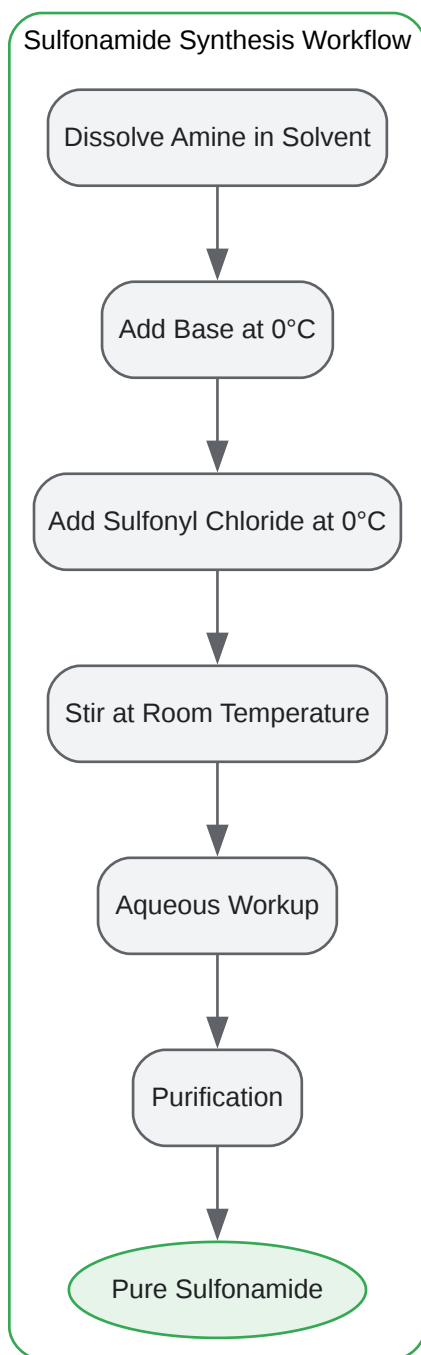 Sulfonamide Synthesis Workflow
Dissolve Amine in Solvent
Add Base at 0°C
Add Sulfonyl Chloride at 0°C
Stir at Room Temperature
Aqueous Workup
Purification
Pure Sulfonamide